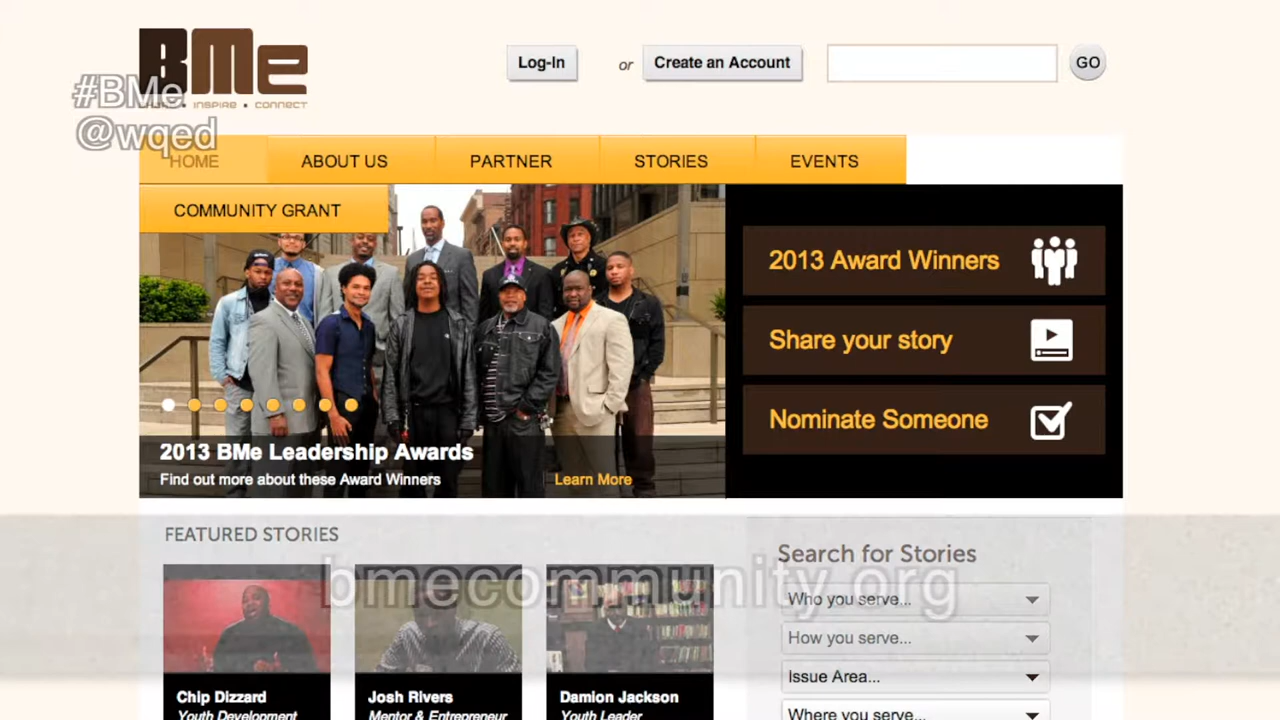 BMe
INSPIRE • CONNECT
#BMe
@wqed
Log-In
or
Create an Account
GO
HOME
ABOUT US
PARTNER
STORIES
EVENTS
COMMUNITY GRANT
2013 Award Winners
Share your story
Nominate Someone
2013 BMe Leadership Awards
Find out more about these Award Winners
Learn More
FEATURED STORIES
Search for Stories
bmecommunity.org
Who you serve...
How you serve...
Issue Area...
Where you serve...
Chip Dizzard
Youth Development
Josh Rivers
Mentor & Entrepreneur
Damion Jackson
Youth Leader